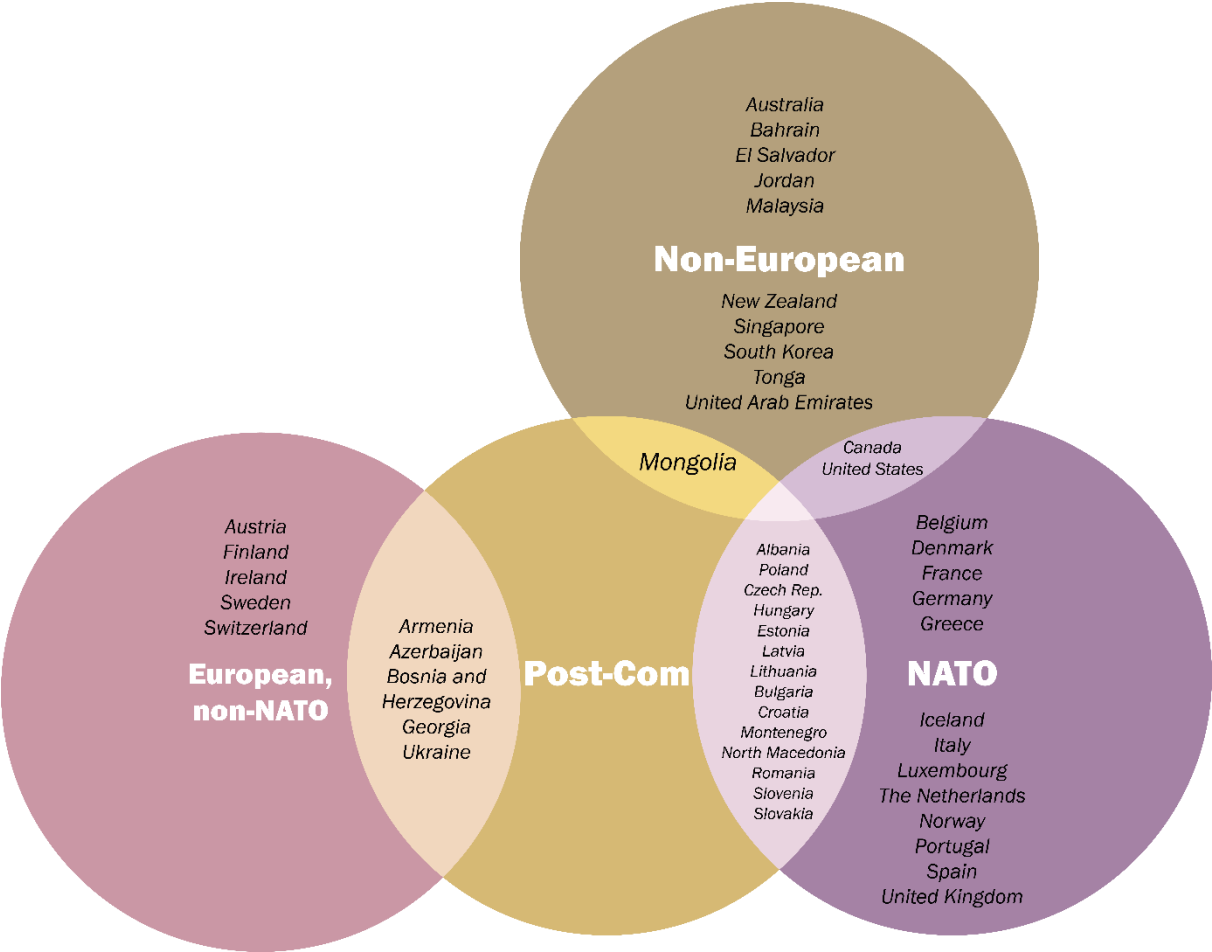 Australia
Bahrain
El Salvador
Jordan
Malaysia
Non-European
New Zealand
Singapore
South Korea
Tonga
United Arab Emirates
Mongolia
Canada
United States
Austria
Finland
Ireland
Sweden
Switzerland
European,
non-NATO
Armenia
Azerbaijan
Bosnia and
Herzegovina
Georgia
Ukraine
Post-Com
Albania
Poland
Czech Rep.
Hungary
Estonia
Latvia
Lithuania
Bulgaria
Croatia
Montenegro
North Macedonia
Romania
Slovenia
Slovakia
Belgium
Denmark
France
Germany
Greece
NATO
Iceland
Italy
Luxembourg
The Netherlands
Norway
Portugal
Spain
United Kingdom